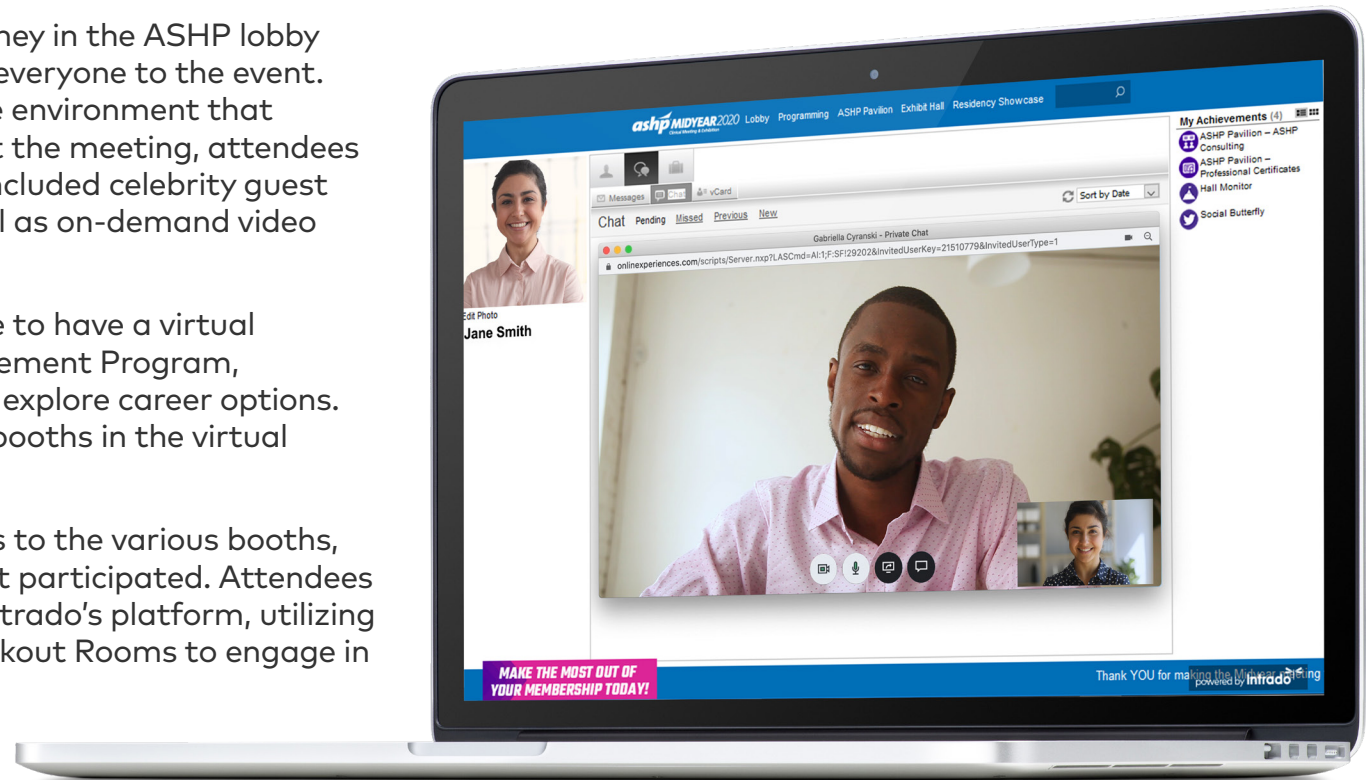 ney in the ASHP lobby
everyone to the event.
e environment that
t the meeting, attendees
ncluded celebrity guest
l as on-demand video
e to have a virtual
ement Program,
explore career options.
ooths in the virtual
s to the various booths,
t participated. Attendees
trado's platform, utilizing
kout Rooms to engage in
ashp MIDYEAR 2020 Lobby Programming ASHP Pavilion Exhibit Hall Residency Showcase
Clinical Meeting & Exhibition
Edit Photo
Jane Smith
Messages Chat vCard
Sort by Date
Chat Pending Missed Previous New
Gabriella Cyranski - Private Chat
onlinexperiences.com/scripts/Server.nxp?LASCmd=AI:1;F:SF!29202&InvitedUserKey=21510779&InvitedUserType=1
My Achievements (4)
ASHP Pavilion – ASHP
Consulting
ASHP Pavilion –
Professional Certificates
Hall Monitor
Social Butterfly
MAKE THE MOST OUT OF
YOUR MEMBERSHIP TODAY!
Thank YOU for making the Midyear meeting
powered by intrado